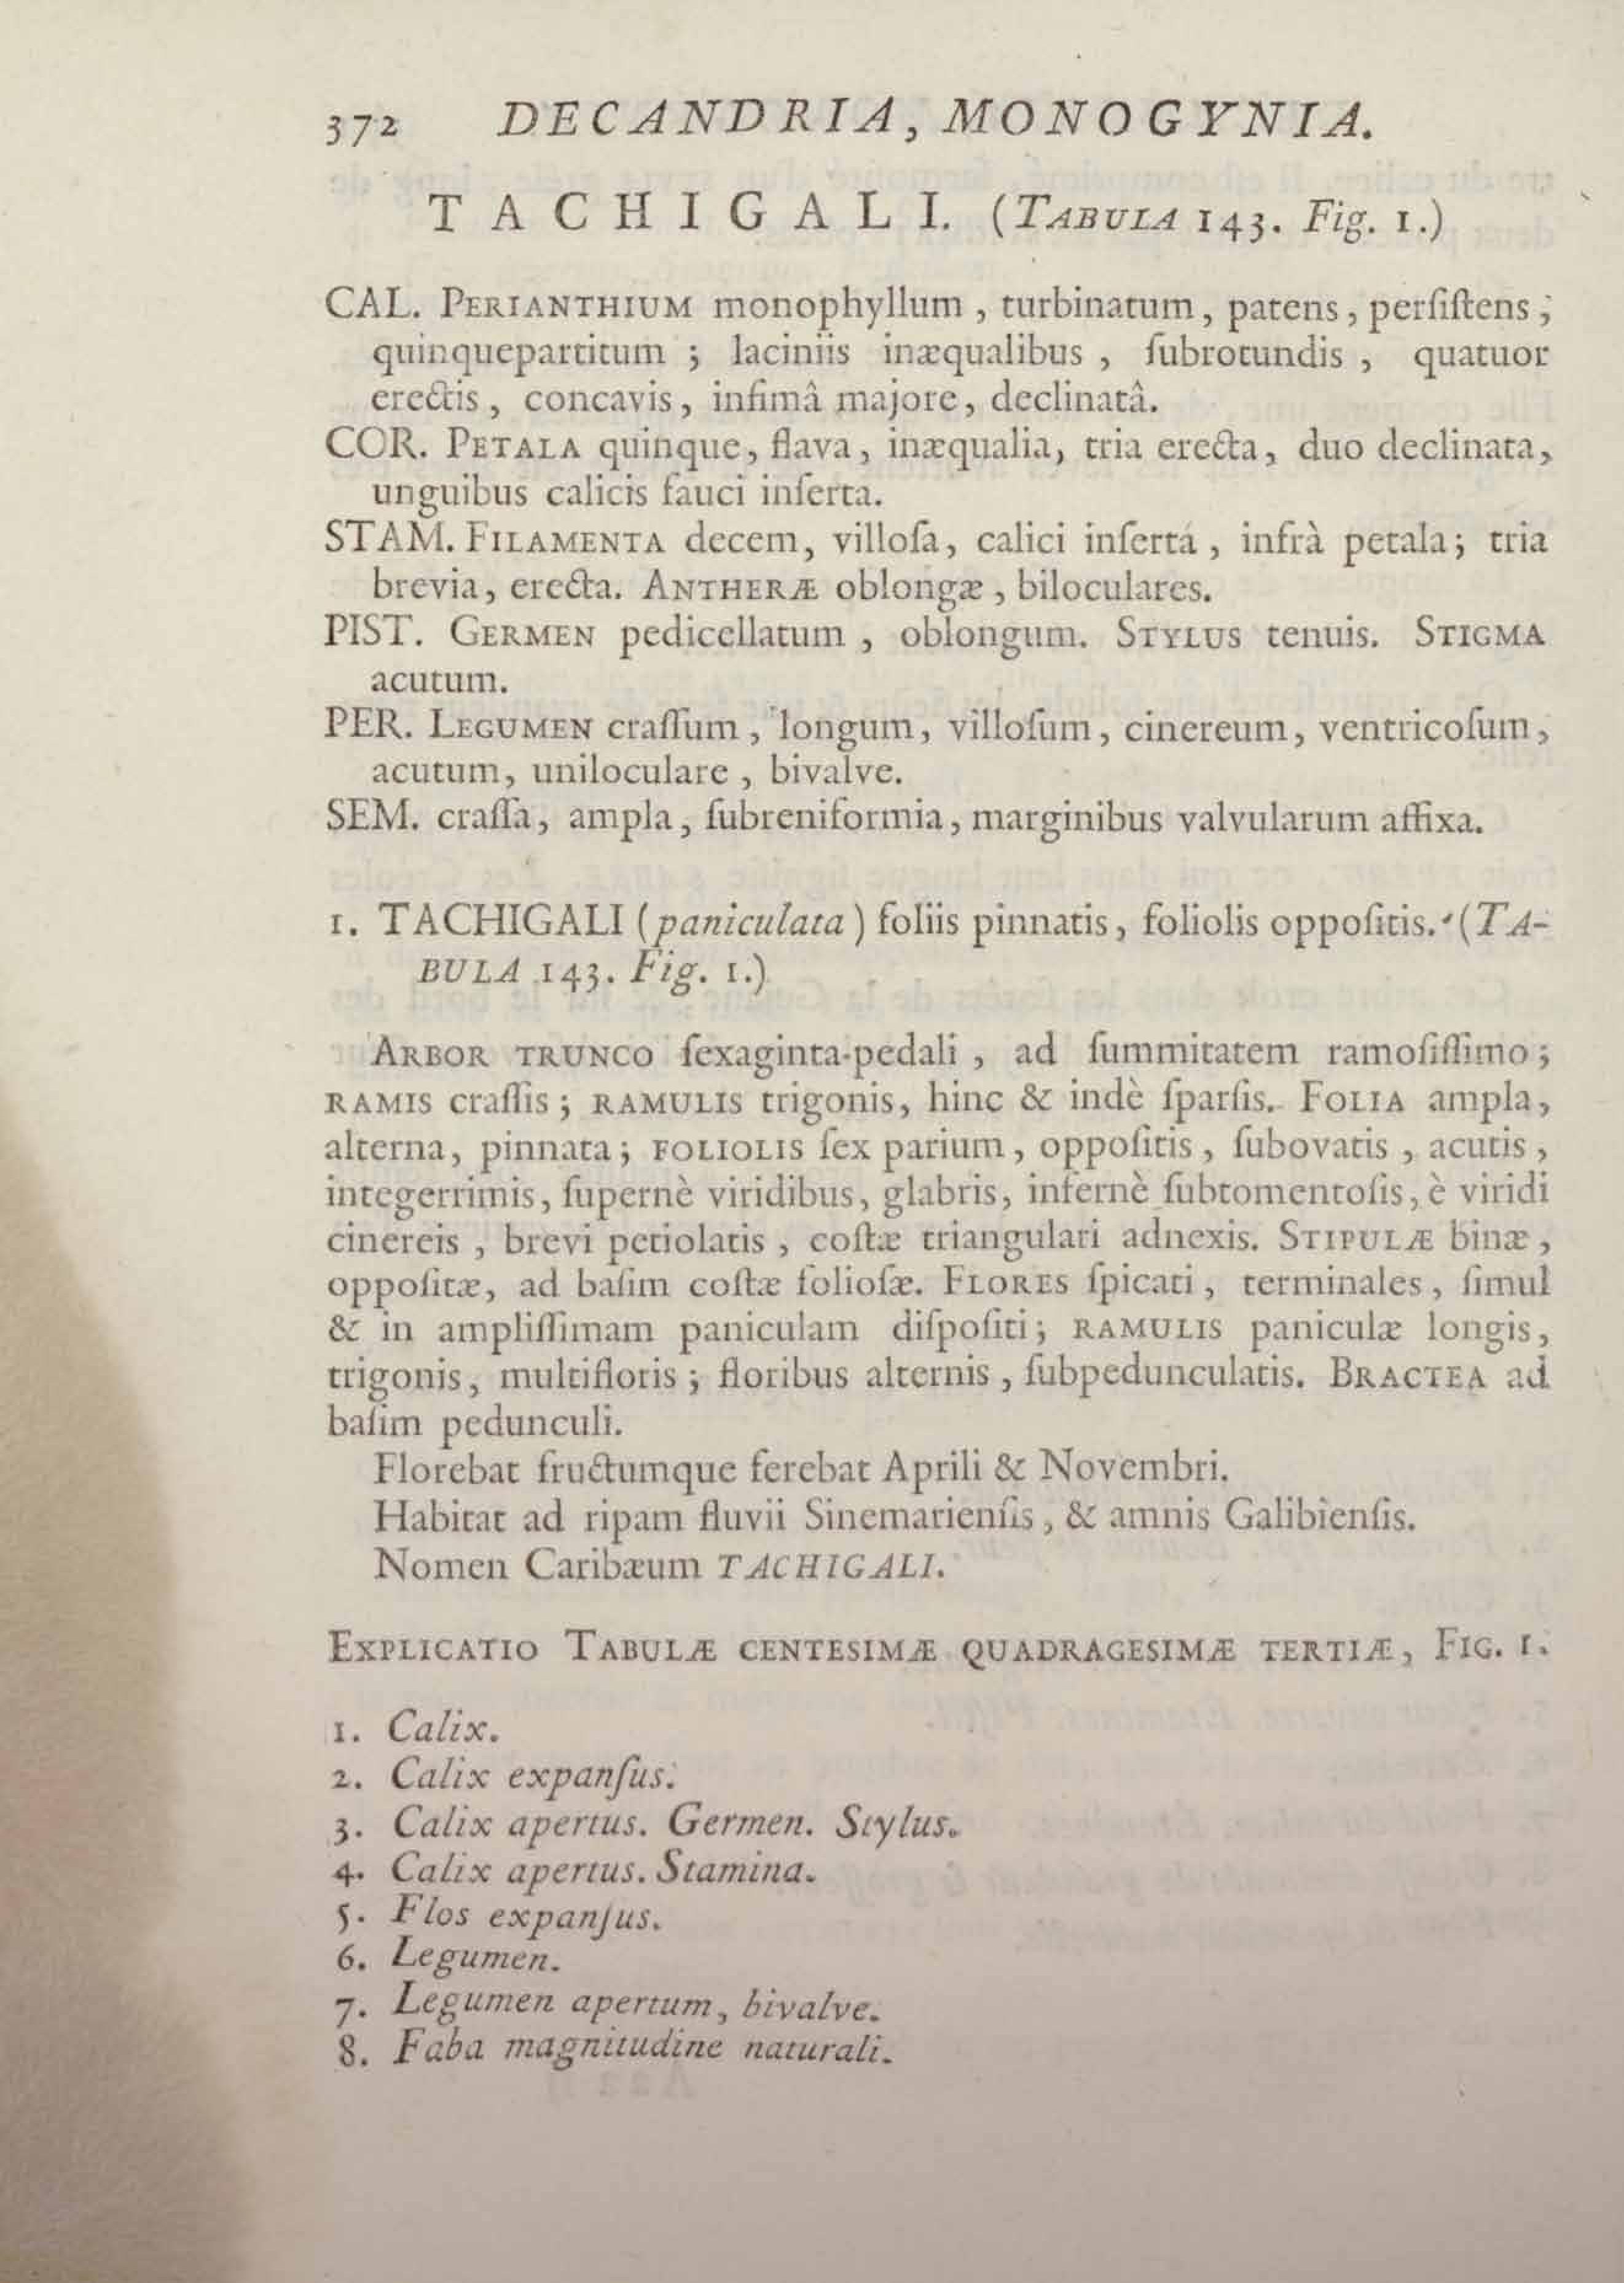 372 DECANDRIA, MONOGYNIA.
TACHIGALI. (TABULA 143. Fig. 1.)
CAL. PERIANTHIUM monophyllum, turbinatum, patens, perſiſtens;
quinquepartitum; laciniis inæqualibus, ſubrotundis, quatuor
erectis, concavis, infimâ majore, declinatâ.
COR. PETALA quinque, flava, inæqualia, tria erecta, duo declinata,
unguibus calicis fauci inſerta.
STAM. FILAMENTA decem, villoſa, calici inſerta, infrà petala; tria
brevia, erecta. ANTHERÆ oblongæ, biloculares.
PIST. GERMEN pedicellatum, oblongum. STYLUS tenuis. STIGMA
acutum.
PER. LEGUMEN craſſum, longum, villoſum, cinereum, ventricoſum,
acutum, uniloculare, bivalve.
SEM. craſſa, ampla, ſubreniformia, marginibus valvularum affixa.
1. TACHIGALI (paniculata) foliis pinnatis, foliolis oppoſitis. (TA-
BULA 143. Fig. 1.)
ARBOR TRUNCO ſexaginta-pedali, ad ſummitatem ramoſiſſimo;
RAMIS craſſis; RAMULIS trigonis, hinc & indè ſparſis. FOLIA ampla,
alterna, pinnata; FOLIOLIS ſex parium, oppoſitis, ſubovatis, acutis,
integerrimis, ſupernè viridibus, glabris, infernè ſubtomentoſis, è viridi
cinereis, brevi petiolatis, coſtæ triangulari adnexis. STIPULÆ binæ,
oppoſitæ, ad baſim coſtæ folioſæ. FLORES ſpicati, terminales, ſimul
& in ampliſſimam paniculam diſpoſiti; RAMULIS paniculæ longis,
trigonis, multifloris; floribus alternis, ſubpedunculatis. BRACTEA ad
baſim pedunculi.
Florebat fructumque ferebat Aprili & Novembri.
Habitat ad ripam fluvii Sinemarienſis, & amnis Galibienſis.
Nomen Caribæum TACHIGALI.
EXPLICATIO TABULÆ CENTESIMÆ QUADRAGESIMÆ TERTIÆ, FIG. 1.
1. Calix.
2. Calix expanſus.
3. Calix apertus. Germen. Stylus.
4. Calix apertus. Stamina.
5. Flos expanſus.
6. Legumen.
7. Legumen apertum, bivalve.
8. Faba magnitudine naturali.